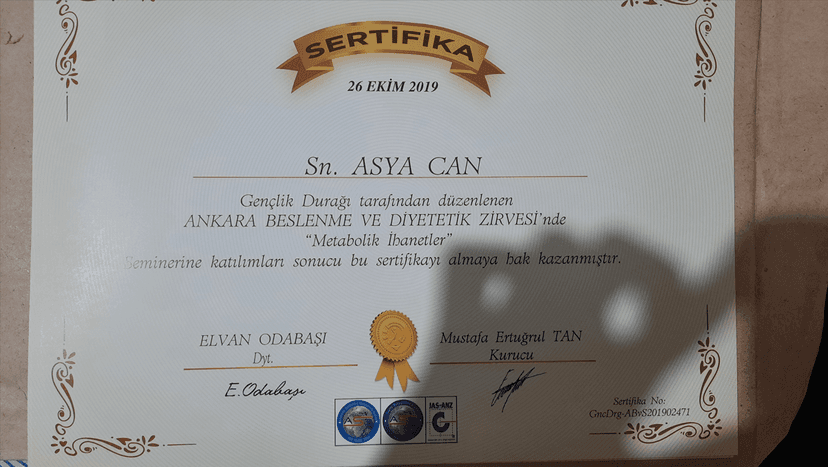 SERTİFİKA
26 EKİM 2019
Sn. ASYA CAN
Gençlik Durağı tarafından düzenlenen
ANKARA BESLENME VE DİYETETİK ZİRVESİ'nde
"Metabolik İhanetler"
Seminerine katılımları sonucu bu sertifikayı almaya hak kazanmıştır.
ELVAN ODABAŞI
Dyt.
E.Odabaşı
Mustafa Ertuğrul TAN
Kurucu
JAS-ANZ
Sertifika No:
GncDrg-ABvS201902471